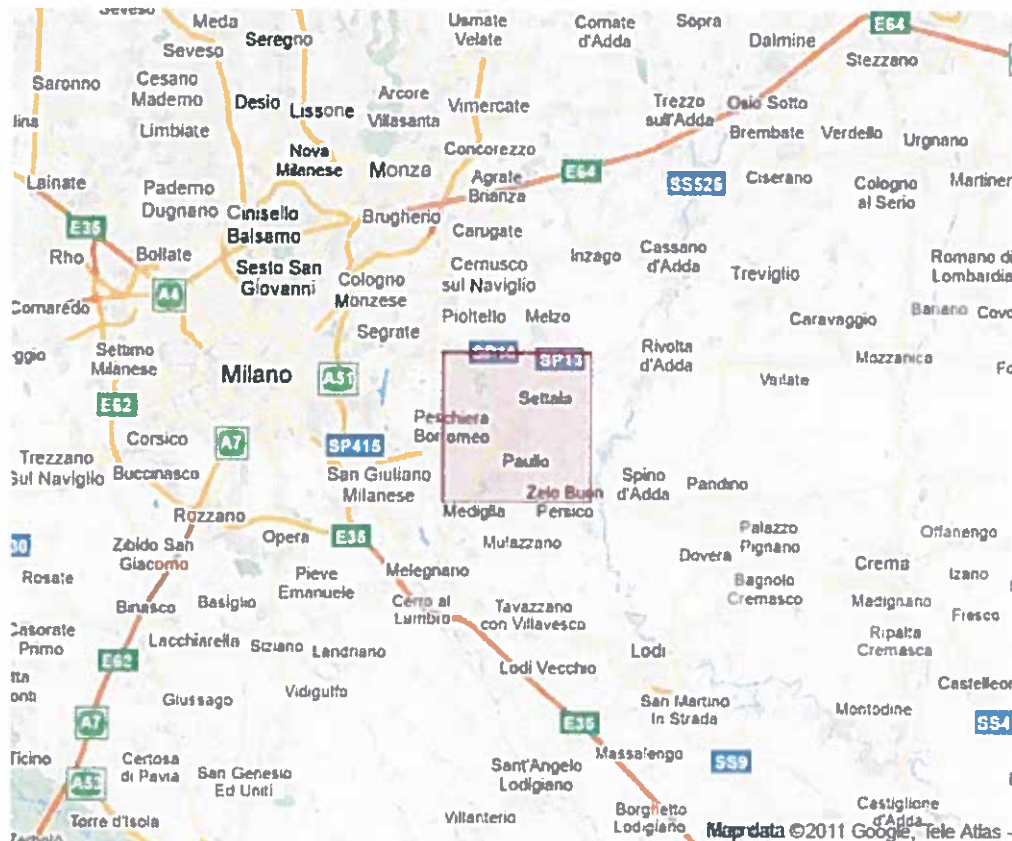 Seveso
Meda
Seveso
Seregno
Usmate
Velate
Cornate
d'Adda
Sopra
Dalmine
E64
Stezzano
Saronno
Cesano
Maderno
Desio
Lissone
Arcore
Villasanta
Vimercate
Trezzo
sull'Adda
Osio Sotto
Brembate
Verdello
Urgnano
Limbiate
Nova
Milanese
Monza
Concorezzo
Agrate
Brianza
E64
SS525
Ciserano
Cologno
al Serio
Lainate
Paderno
Dugnano
Cinisello
Balsamo
Brugherio
Carugate
E35
Rho
Bollate
Sesto San
Giovanni
Cologno
Monzese
Cernusco
sul Naviglio
Inzago
Cassano
d'Adda
Treviglio
Romano di
Lombardia
Cornaredo
A4
Segrate
Pioltello
Melzo
Caravaggio
Bariano
Settimo
Milanese
Milano
A51
SP14
SP13
Rivolta
d'Adda
Vailate
Mozzanica
E62
Settala
Corsico
A7
SP415
Peschiera
Borromeo
Trezzano
Sul Naviglio
Buccinasco
San Giuliano
Milanese
Paullo
Spino
d'Adda
Pandino
Zelo Buon
Persico
Mediglia
Rozzano
Opera
E35
Mulazzano
Zibido San
Giacomo
Palazzo
Pignano
Offanengo
Dovera
Crema
Izano
Rosate
Pieve
Emanuele
Melegnano
Bagnolo
Cremasco
Madignano
Binasco
Basiglio
Cerro al
Lambro
Tavazzano
con Villavesco
Fresco
Casorate
Primo
Lacchiarella
Siziano
Landriano
Lodi
Ripalta
Cremasca
E62
Lodi Vecchio
Giussago
Vidigulfo
San Martino
In Strada
Montodine
Castelleon
A7
E35
SS4
Ticino
Certosa
di Pavia
San Genesio
Ed Uniti
Sant'Angelo
Lodigiano
Massalengo
SS9
A53
Torre d'Isola
Villanterio
Borghetto
Lodigiano
Castiglione
d'Adda
Map data ©2011 Google, Tele Atlas -